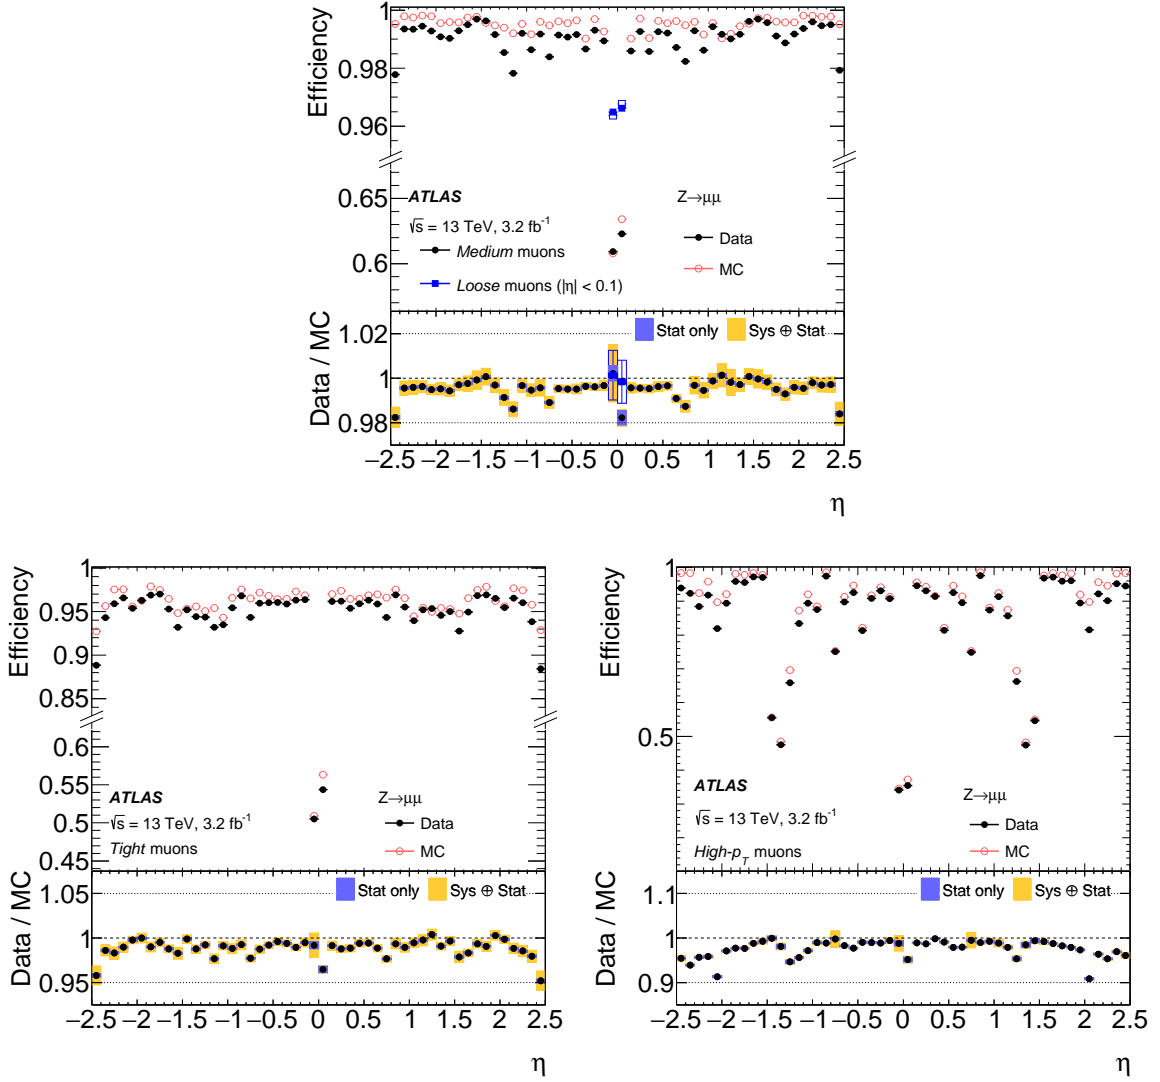 Efficiency
1
0.98
0.96
0.65
0.6
ATLAS
√s = 13 TeV, 3.2 fb⁻¹
Medium muons
Loose muons (|η| < 0.1)
Z→μμ
Data
MC
Data / MC
1.02
1
0.98
Stat only
Sys ⊕ Stat
−2.5 −2 −1.5 −1 −0.5 0 0.5 1 1.5 2 2.5
η
Efficiency
1
0.95
0.9
0.85
0.6
0.55
0.5
0.45
ATLAS
√s = 13 TeV, 3.2 fb⁻¹
Tight muons
Z→μμ
Data
MC
Data / MC
1.05
1
0.95
Stat only
Sys ⊕ Stat
−2.5 −2 −1.5 −1 −0.5 0 0.5 1 1.5 2 2.5
η
Efficiency
1
0.5
ATLAS
√s = 13 TeV, 3.2 fb⁻¹
High-p_T muons
Z→μμ
Data
MC
Data / MC
1.1
1
0.9
Stat only
Sys ⊕ Stat
−2.5 −2 −1.5 −1 −0.5 0 0.5 1 1.5 2 2.5
η